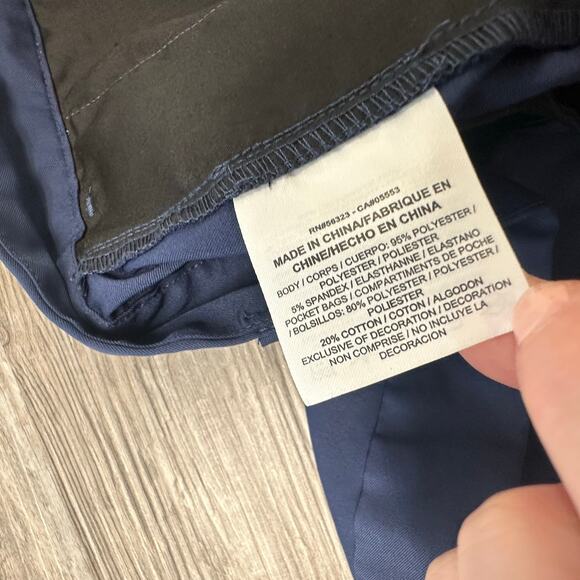 RN#56323 - CA#05553
MADE IN CHINA/FABRIQUE EN
CHINE/HECHO EN CHINA
BODY / CORPS / CUERPO: 95% POLYESTER /
POLYESTER / POLIESTER
5% SPANDEX / ELASTHANNE / ELASTANO
POCKET BAGS / COMPARTIMENTS DE POCHE
/ BOLSILLOS: 80% POLYESTER / POLYESTER /
POLIESTER
20% COTTON / COTON / ALGODON
EXCLUSIVE OF DECORATION / DECORATION
NON COMPRISE / NO INCLUYE LA
DECORACION